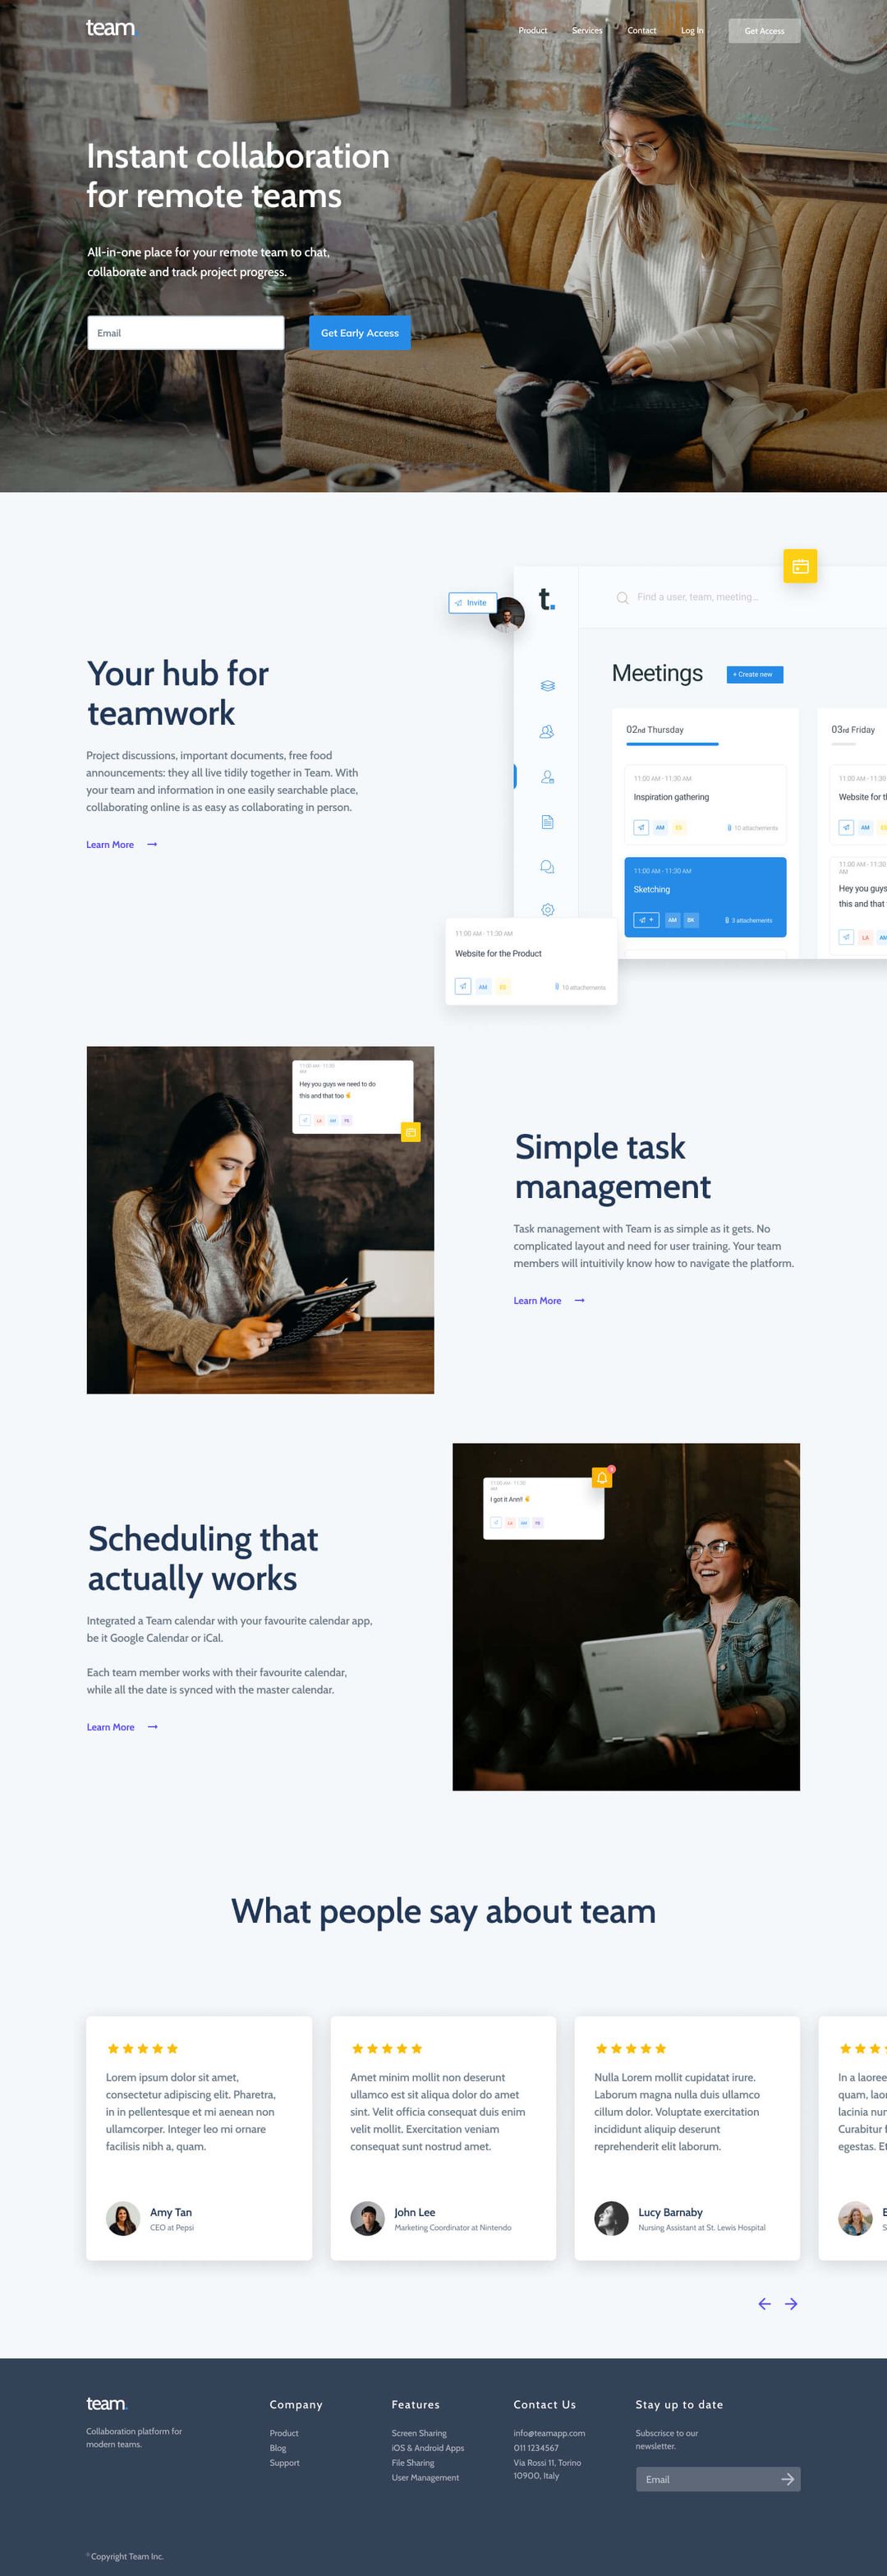 team.
Product Services Contact Log In Get Access
Instant collaboration
for remote teams
All-in-one place for your remote team to chat,
collaborate and track project progress.
Email
Get Early Access
Your hub for
teamwork
Project discussions, important documents, free food
announcements: they all live tidily together in Team. With
your team and information in one easily searchable place,
collaborating online is as easy as collaborating in person.
Learn More
Invite
t.
Find a user, team, meeting...
Meetings
+ Create new
02nd Thursday
11:00 AM - 11:30 AM
Inspiration gathering
AM ES 10 attachements
11:00 AM - 11:30 AM
Sketching
+ AM BK 3 attachements
03rd Friday
11:00 AM - 11:30
Website for th
AM ES
11:00 AM - 11:30
AM
Hey you guys
this and that
LA AM
11:00 AM - 11:30 AM
Website for the Product
AM ES 10 attachements
11:00 AM - 11:30
AM
Hey you guys we need to do
this and that too ✌
LA AM PB
Simple task
management
Task management with Team is as simple as it gets. No
complicated layout and need for user training. Your team
members will intuitivily know how to navigate the platform.
Learn More
Scheduling that
actually works
Integrated a Team calendar with your favourite calendar app,
be it Google Calendar or iCal.
Each team member works with their favourite calendar,
while all the date is synced with the master calendar.
Learn More
11:00 AM - 11:30
AM
I got it Ann!! ✌
LA AM PB
What people say about team
Lorem ipsum dolor sit amet,
consectetur adipiscing elit. Pharetra,
in in pellentesque et mi aenean non
ullamcorper. Integer leo mi ornare
facilisis nibh a, quam.
Amy Tan
CEO at Pepsi
Amet minim mollit non deserunt
ullamco est sit aliqua dolor do amet
sint. Velit officia consequat duis enim
velit mollit. Exercitation veniam
consequat sunt nostrud amet.
John Lee
Marketing Coordinator at Nintendo
Nulla Lorem mollit cupidatat irure.
Laborum magna nulla duis ullamco
cillum dolor. Voluptate exercitation
incididunt aliquip deserunt
reprehenderit elit laborum.
Lucy Barnaby
Nursing Assistant at St. Lewis Hospital
In a laoree
quam, laor
lacinia nur
Curabitur f
egestas. Et
team.
Collaboration platform for
modern teams.
Company
Product
Blog
Support
Features
Screen Sharing
iOS & Android Apps
File Sharing
User Management
Contact Us
info@teamapp.com
011 1234567
Via Rossi 11, Torino
10900, Italy
Stay up to date
Subscrisce to our
newsletter.
Email
© Copyright Team Inc.